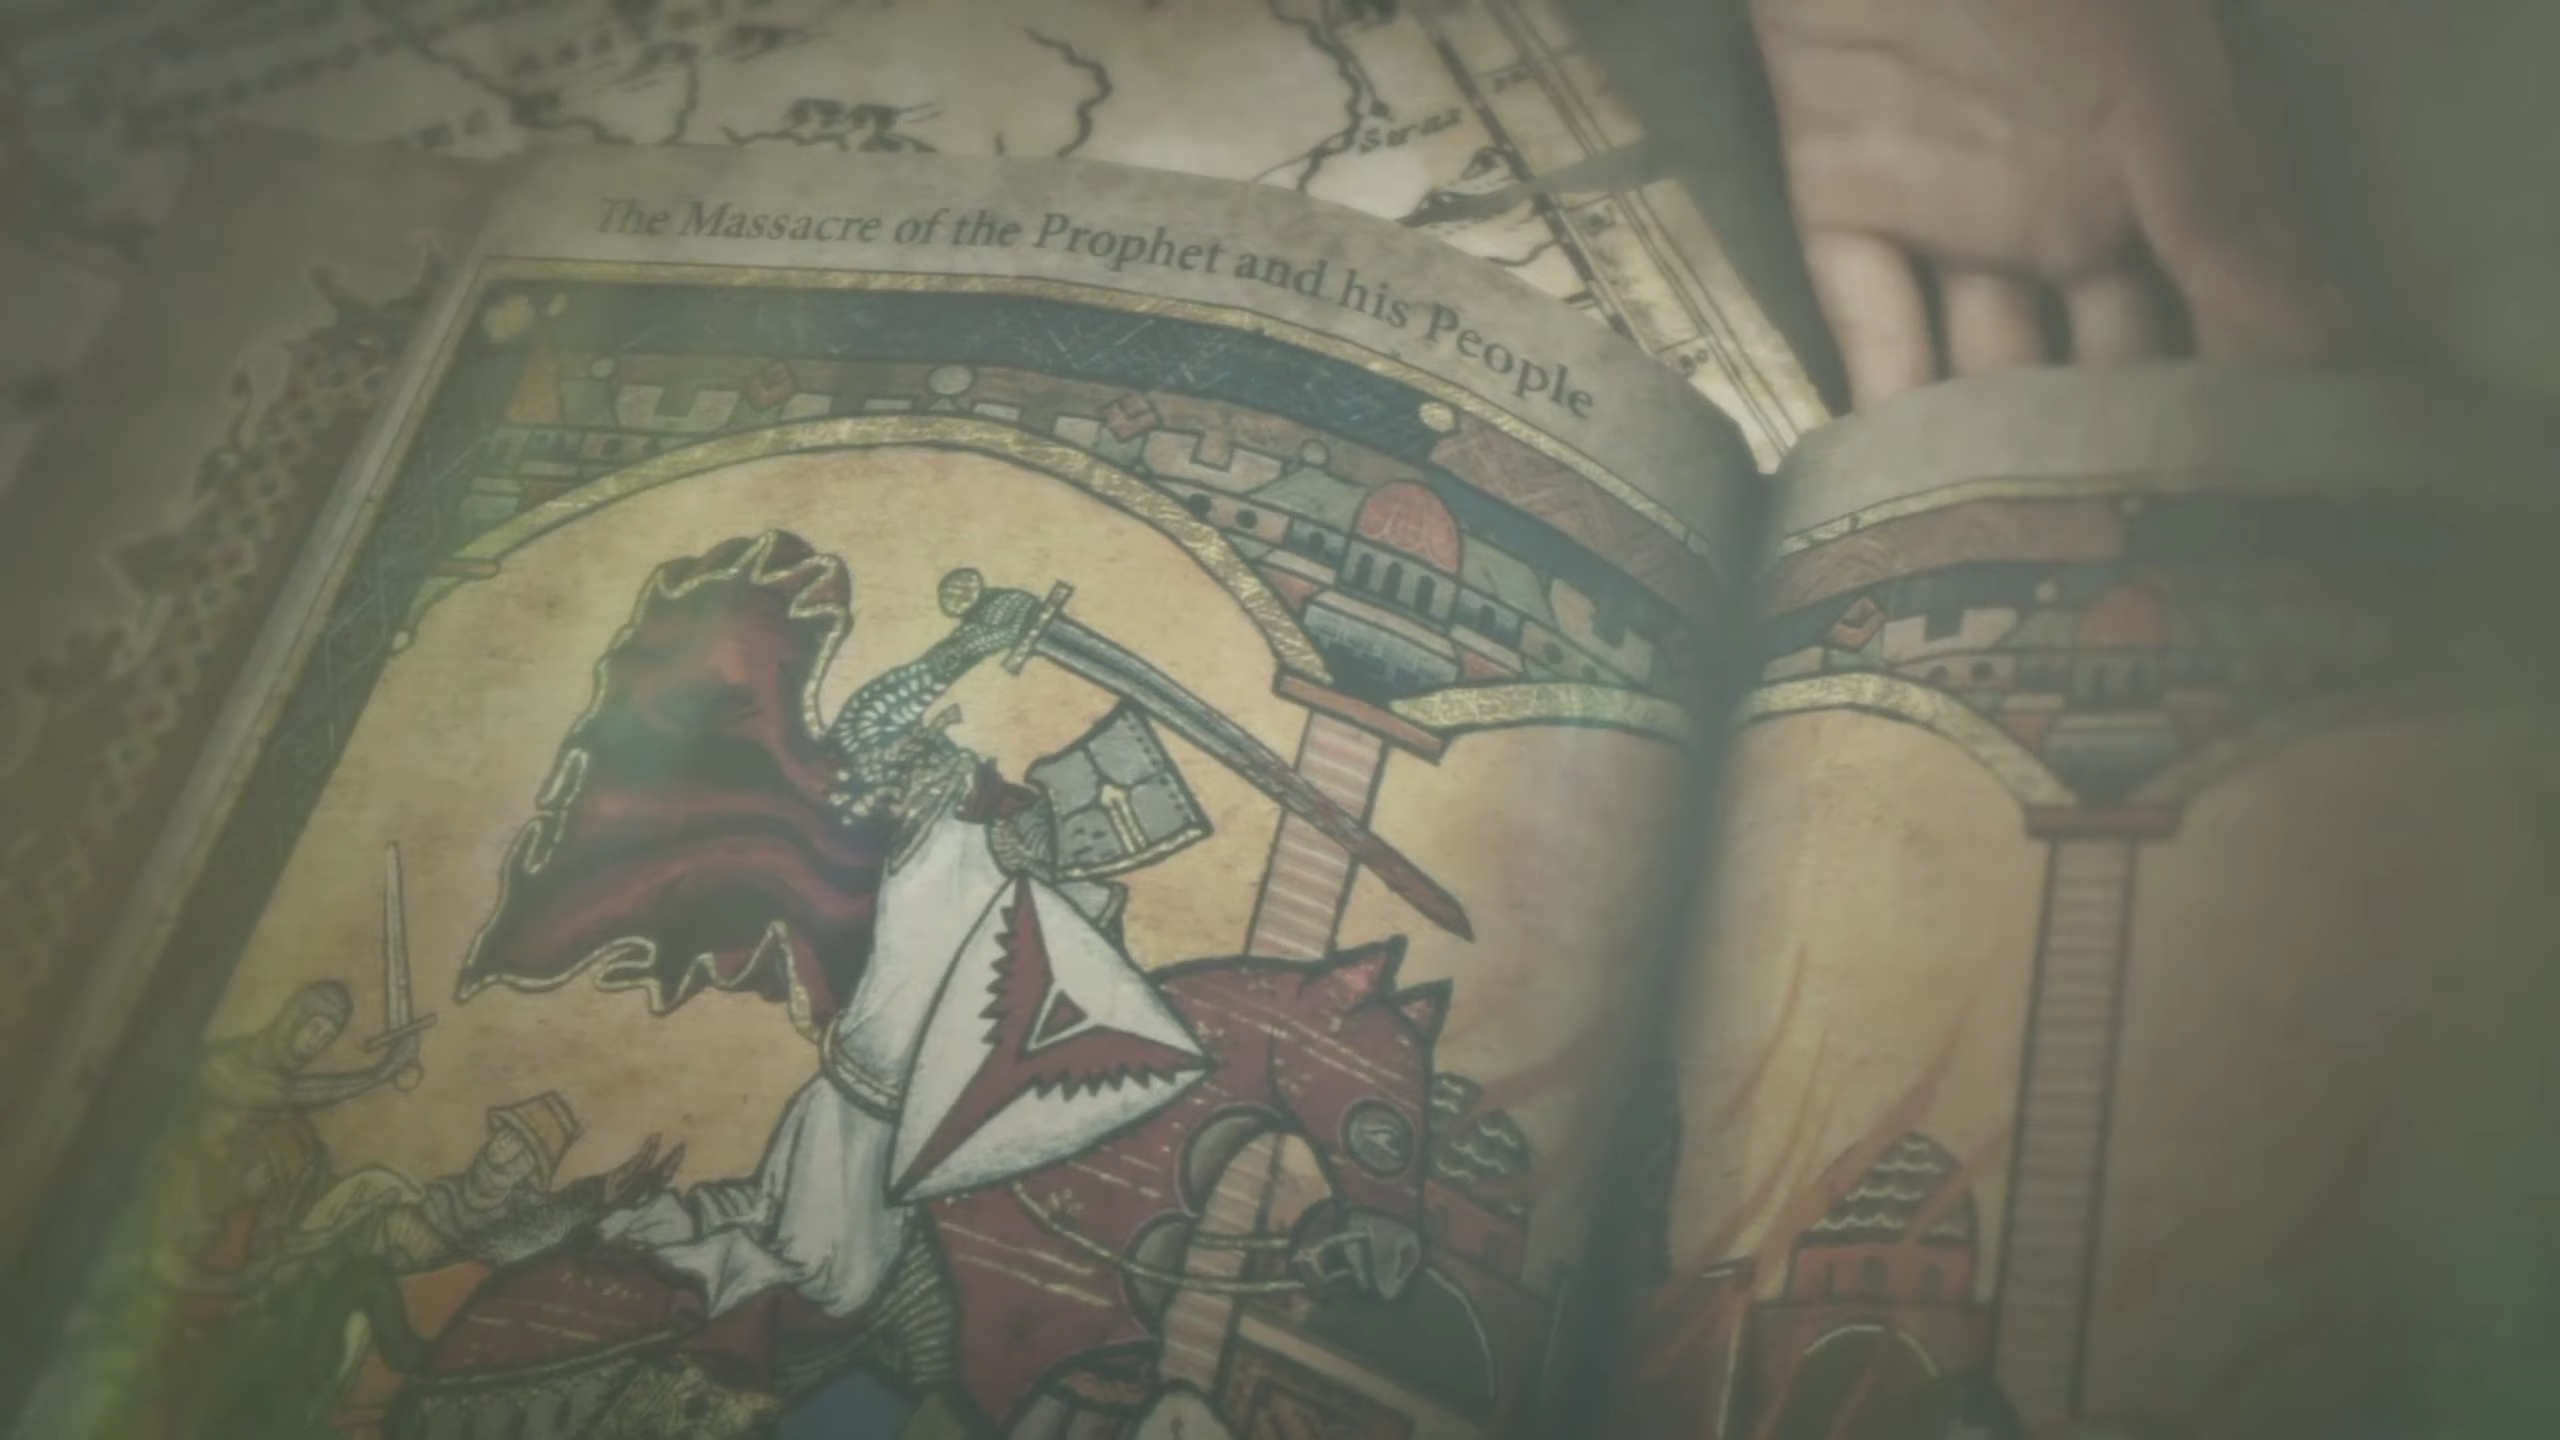 The Massacre of the Prophet and his People